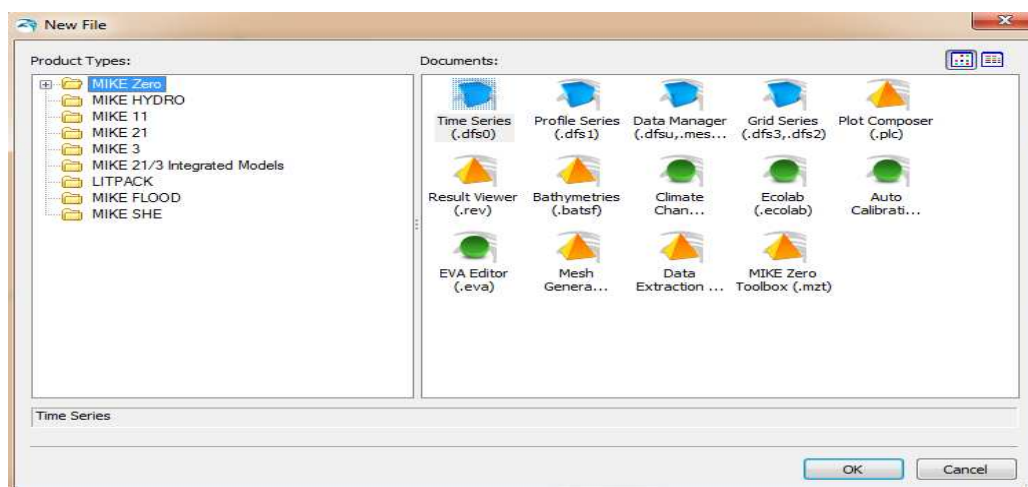 New File
Product Types:
MIKE Zero
MIKE HYDRO
MIKE 11
MIKE 21
MIKE 3
MIKE 21/3 Integrated Models
LITPACK
MIKE FLOOD
MIKE SHE
Documents:
Time Series Profile Series Data Manager Grid Series Plot Composer
(.dfs0) (.dfs1) (.dfsu,.mes... (.dfs3,.dfs2) (.plc)
Result Viewer Bathymetries Climate Ecolab Auto
(.rev) (.batsf) Chan... (.ecolab) Calibrati...
EVA Editor Mesh Data MIKE Zero
(.eva) Genera... Extraction ... Toolbox (.mzt)
Time Series
OK Cancel